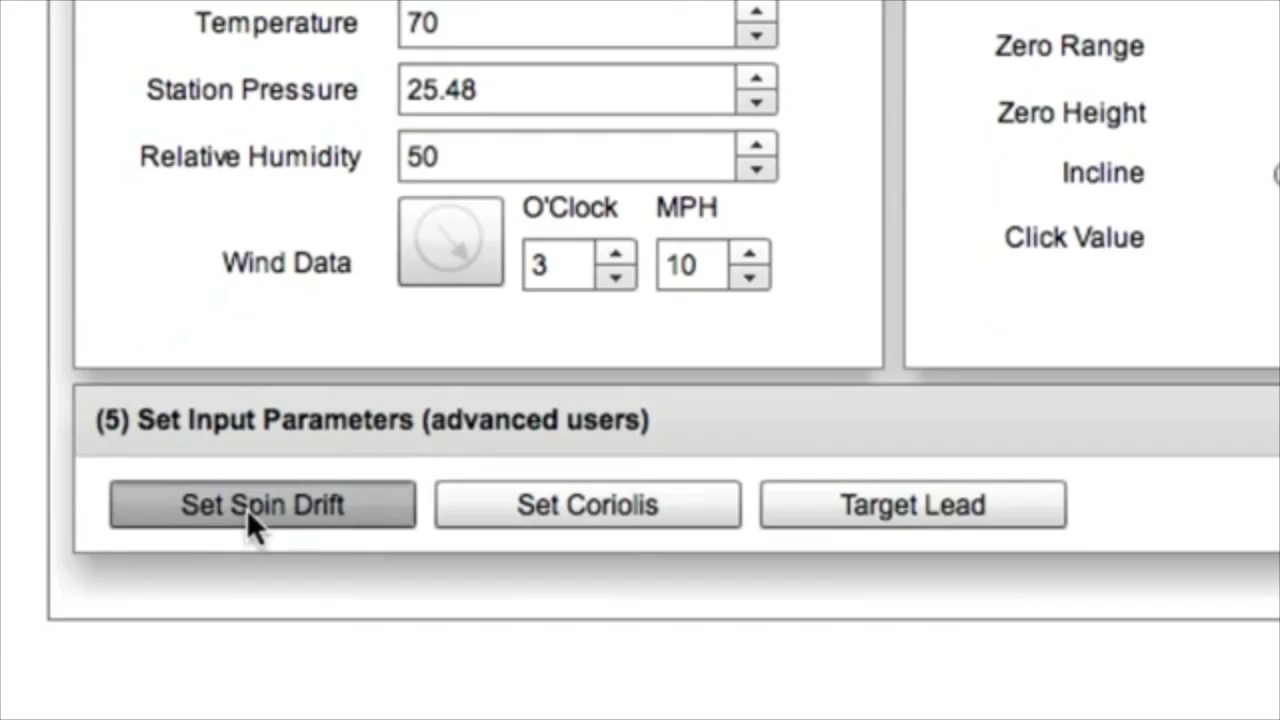 Temperature 70
Station Pressure 25.48
Relative Humidity 50
O'Clock MPH
Wind Data 3 10
Zero Range
Zero Height
Incline
Click Value
(5) Set Input Parameters (advanced users)
Set Spin Drift Set Coriolis Target Lead